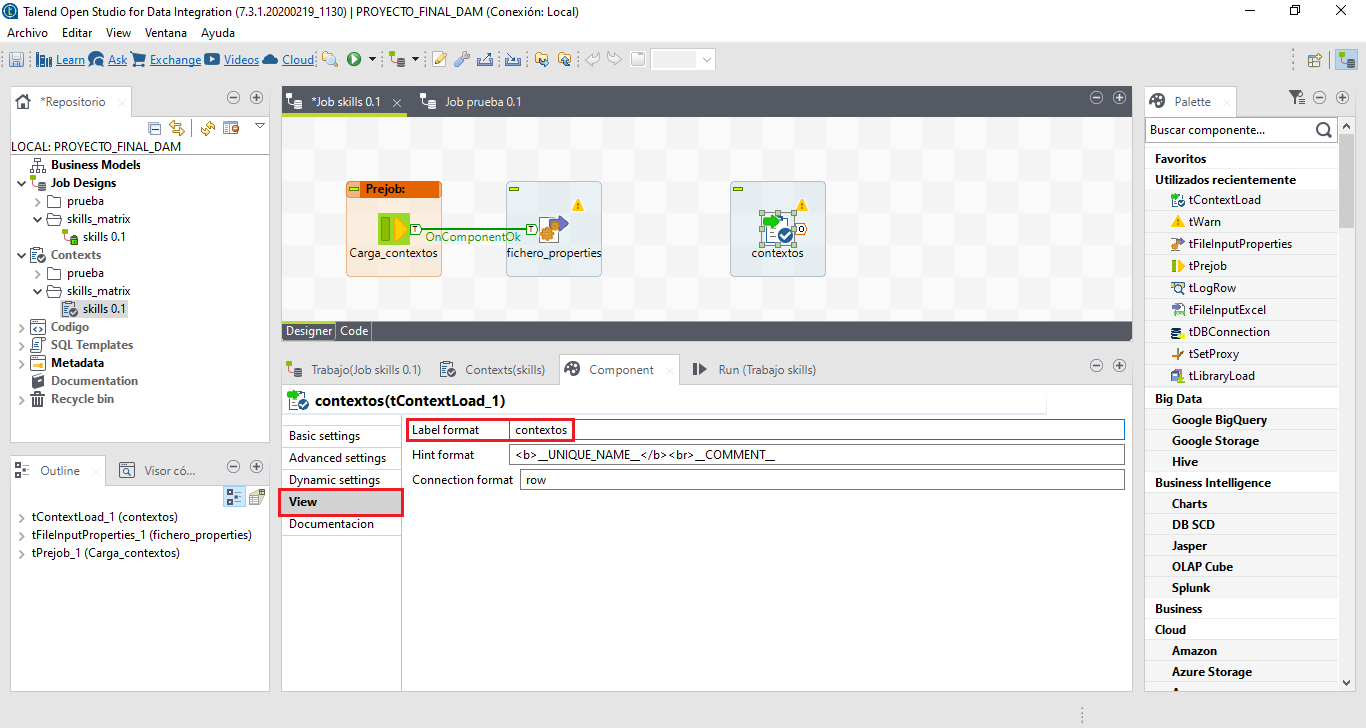 Talend Open Studio for Data Integration (7.3.1.20200219_1130) | PROYECTO_FINAL_DAM (Conexión: Local)
Archivo Editar View Ventana Ayuda
Learn Ask Exchange Videos Cloud
*Repositorio
LOCAL: PROYECTO_FINAL_DAM
Business Models
Job Designs
prueba
skills_matrix
skills 0.1
Contexts
prueba
skills_matrix
skills 0.1
Codigo
SQL Templates
Metadata
Documentation
Recycle bin
Outline Visor có...
tContextLoad_1 (contextos)
tFileInputProperties_1 (fichero_properties)
tPrejob_1 (Carga_contextos)
*Job skills 0.1 Job prueba 0.1
Prejob:
OnComponentOk
Carga_contextos fichero_properties contextos
Designer Code
Trabajo(Job skills 0.1) Contexts(skills) Component Run (Trabajo skills)
contextos(tContextLoad_1)
Basic settings
Advanced settings
Dynamic settings
View
Documentacion
Label format contextos
Hint format <b>__UNIQUE_NAME__</b><br>__COMMENT__
Connection format row
Palette
Buscar componente...
Favoritos
Utilizados recientemente
tContextLoad
tWarn
tFileInputProperties
tPrejob
tLogRow
tFileInputExcel
tDBConnection
tSetProxy
tLibraryLoad
Big Data
Google BigQuery
Google Storage
Hive
Business Intelligence
Charts
DB SCD
Jasper
OLAP Cube
Splunk
Business
Cloud
Amazon
Azure Storage